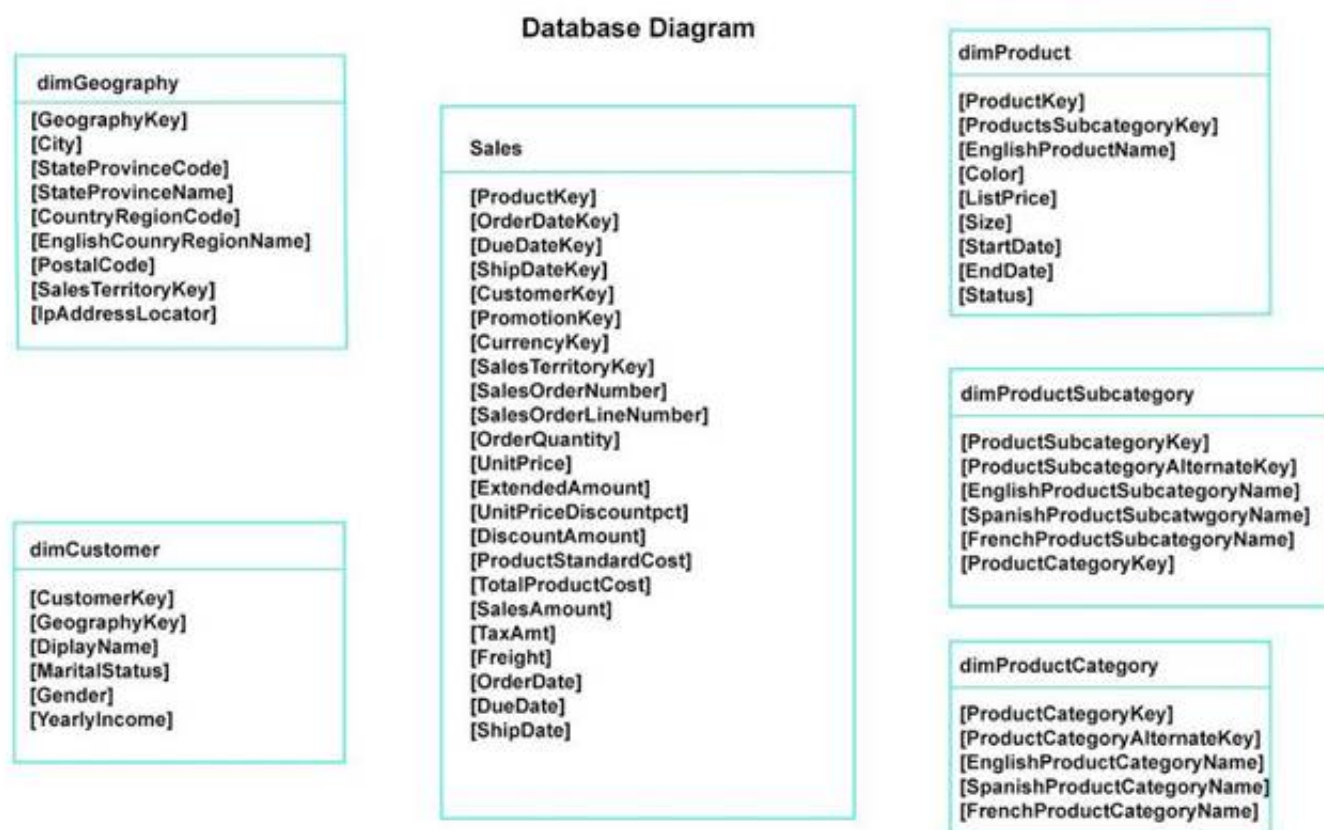 Database Diagram
dimGeography
[GeographyKey]
[City]
[StateProvinceCode]
[StateProvinceName]
[CountryRegionCode]
[EnglishCounryRegionName]
[PostalCode]
[SalesTerritoryKey]
[IpAddressLocator]
dimCustomer
[CustomerKey]
[GeographyKey]
[DiplayName]
[MaritalStatus]
[Gender]
[YearlyIncome]
Sales
[ProductKey]
[OrderDateKey]
[DueDateKey]
[ShipDateKey]
[CustomerKey]
[PromotionKey]
[CurrencyKey]
[SalesTerritoryKey]
[SalesOrderNumber]
[SalesOrderLineNumber]
[OrderQuantity]
[UnitPrice]
[ExtendedAmount]
[UnitPriceDiscountpct]
[DiscountAmount]
[ProductStandardCost]
[TotalProductCost]
[SalesAmount]
[TaxAmt]
[Freight]
[OrderDate]
[DueDate]
[ShipDate]
dimProduct
[ProductKey]
[ProductsSubcategoryKey]
[EnglishProductName]
[Color]
[ListPrice]
[Size]
[StartDate]
[EndDate]
[Status]
dimProductSubcategory
[ProductSubcategoryKey]
[ProductSubcategoryAlternateKey]
[EnglishProductSubcategoryName]
[SpanishProductSubcatwgoryName]
[FrenchProductSubcategoryName]
[ProductCategoryKey]
dimProductCategory
[ProductCategoryKey]
[ProductCategoryAlternateKey]
[EnglishProductCategoryName]
[SpanishProductCategoryName]
[FrenchProductCategoryName]